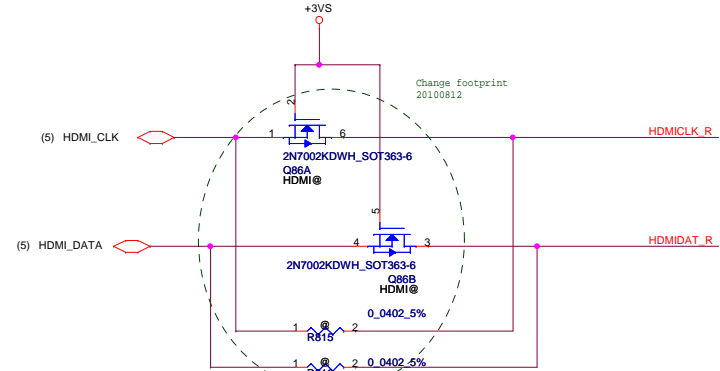 +3VS
Change footprint
20100812
2
(5) HDMI_CLK
1
6
HDMICLK_R
2N7002KDWH_SOT363-6
Q86A
HDMI@
5
(5) HDMI_DATA
4
3
HDMIDAT_R
2N7002KDWH_SOT363-6
Q86B
HDMI@
0_0402_5%
1
@
2
R815
0_0402_5%
1
@
2